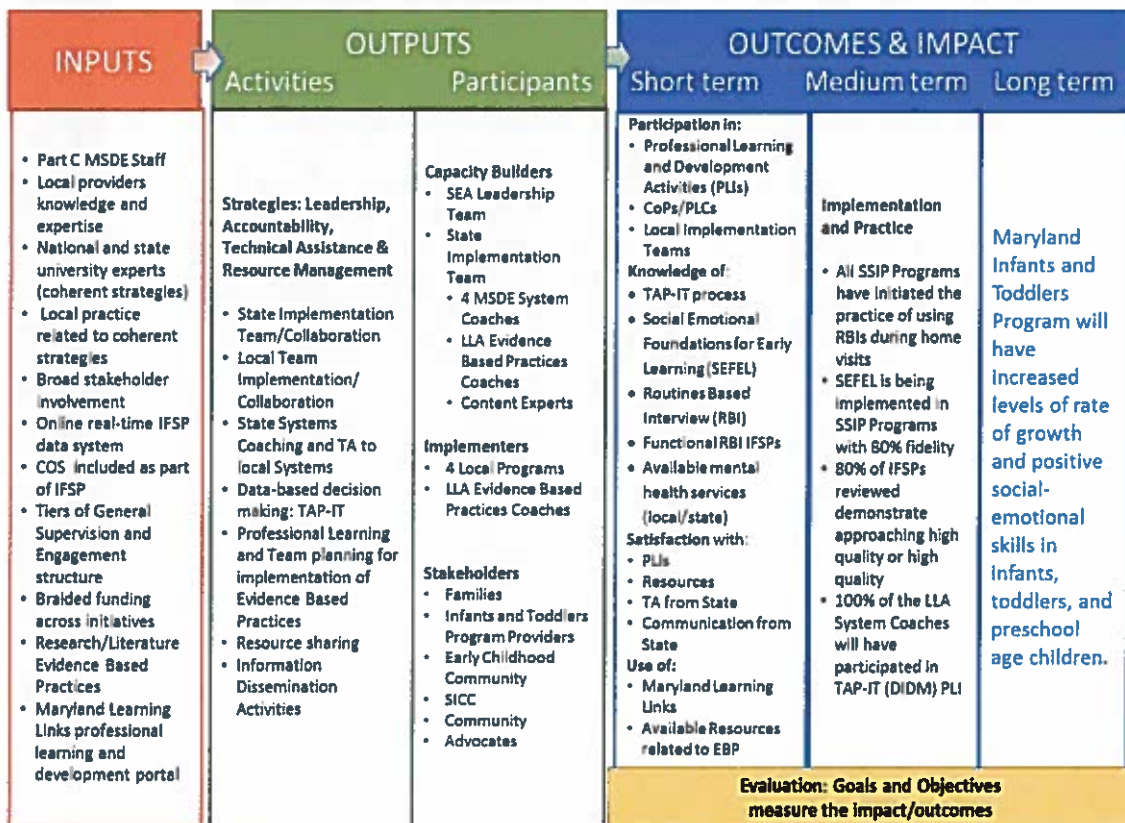 INPUTS
OUTPUTS
Activities
Participants
OUTCOMES & IMPACT
Short term
Medium term
Long term
• Part C MSDE Staff
• Local providers
knowledge and
expertise
• National and state
university experts
(coherent strategies)
• Local practice
related to coherent
strategies
• Broad stakeholder
involvement
• Online real-time IFSP
data system
• COS included as part
of IFSP
• Tiers of General
Supervision and
Engagement
structure
• Braided funding
across initiatives
• Research/Literature
Evidence Based
Practices
• Maryland Learning
Links professional
learning and
development portal
Strategies: Leadership,
Accountability,
Technical Assistance &
Resource Management
• State Implementation
Team/Collaboration
• Local Team
Implementation/
Collaboration
• State Systems
Coaching and TA to
local Systems
• Data-based decision
making: TAP-IT
• Professional Learning
and Team planning for
implementation of
Evidence Based
Practices
• Resource sharing
• Information
Dissemination
Activities
Capacity Builders
• SEA Leadership
Team
• State
Implementation
Team
• 4 MSDE System
Coaches
• LLA Evidence
Based Practices
Coaches
• Content Experts
Implementers
• 4 Local Programs
• LLA Evidence Based
Practices Coaches
Stakeholders
• Families
• Infants and Toddlers
Program Providers
• Early Childhood
Community
• SICC
• Community
• Advocates
Participation in:
• Professional Learning
and Development
Activities (PLIs)
• CoPs/PLCs
• Local Implementation
Teams
Knowledge of:
• TAP-IT process
• Social Emotional
Foundations for Early
Learning (SEFEL)
• Routines Based
Interview (RBI)
• Functional RBI IFSPs
• Available mental
health services
(local/state)
Satisfaction with:
• PLIs
• Resources
• TA from State
• Communication from
State
Use of:
• Maryland Learning
Links
• Available Resources
related to EBP
Implementation
and Practice
• All SSIP Programs
have initiated the
practice of using
RBIs during home
visits
• SEFEL is being
implemented in
SSIP Programs
with 80% fidelity
• 80% of IFSPs
reviewed
demonstrate
approaching high
quality or high
quality
• 100% of the LLA
System Coaches
will have
participated in
TAP-IT (DIDM) PLI
Maryland
Infants and
Toddlers
Program will
have
increased
levels of rate
of growth
and positive
social-
emotional
skills in
infants,
toddlers, and
preschool
age children.
Evaluation: Goals and Objectives
measure the impact/outcomes